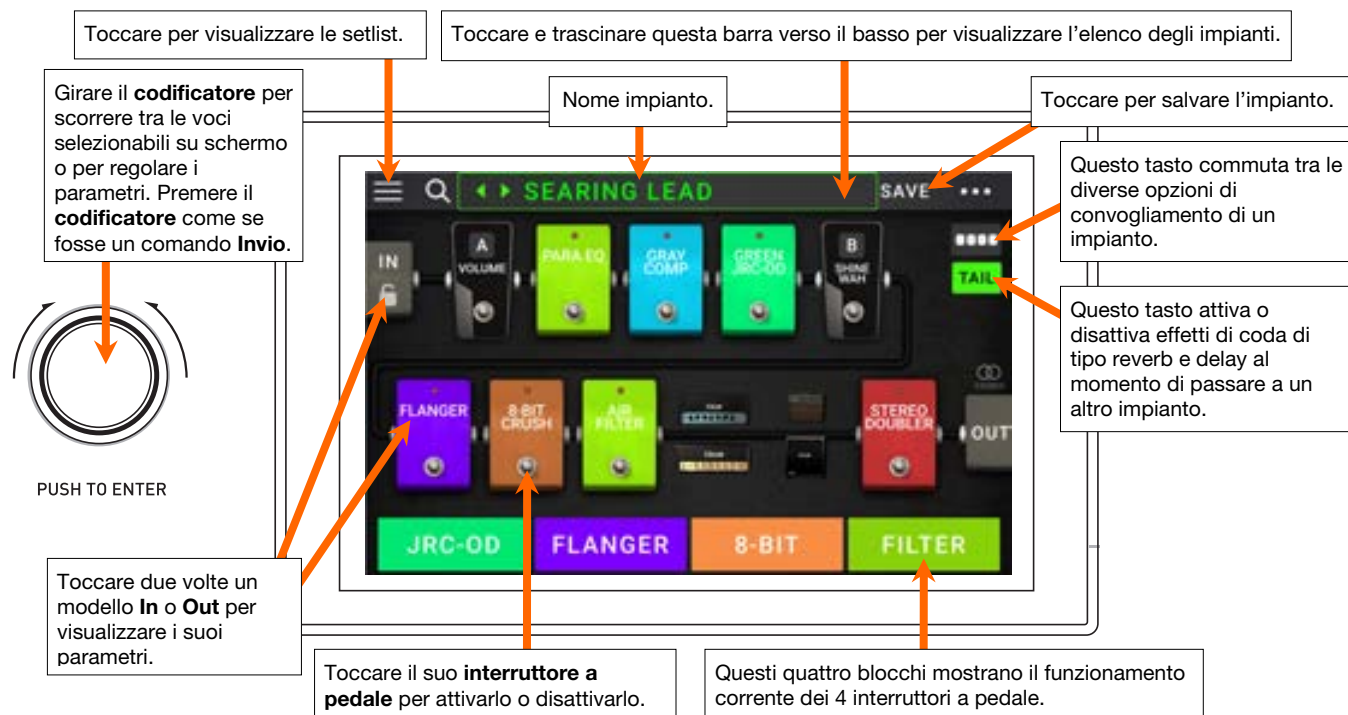 Toccare per visualizzare le setlist.
Toccare e trascinare questa barra verso il basso per visualizzare l'elenco degli impianti.
Girare il codificatore per
scorrere tra le voci
selezionabili su schermo
o per regolare i
parametri. Premere il
codificatore come se
fosse un comando Invio.
Nome impianto.
Toccare per salvare l'impianto.
Questo tasto commuta tra le
diverse opzioni di
convogliamento di un
impianto.
SEARING LEAD
SAVE
IN
A
VOLUME
PARA EQ
GRAY
COMP
GREEN
JRC-OD
B
SHINE
WAH
TAIL
Questo tasto attiva o
disattiva effetti di coda di
tipo reverb e delay al
momento di passare a un
altro impianto.
FLANGER
8-BIT
CRUSH
AIR
FILTER
STEREO
DOUBLER
OUT
PUSH TO ENTER
JRC-OD
FLANGER
8-BIT
FILTER
Toccare due volte un
modello In o Out per
visualizzare i suoi
parametri.
Toccare il suo interruttore a
pedale per attivarlo o disattivarlo.
Questi quattro blocchi mostrano il funzionamento
corrente dei 4 interruttori a pedale.